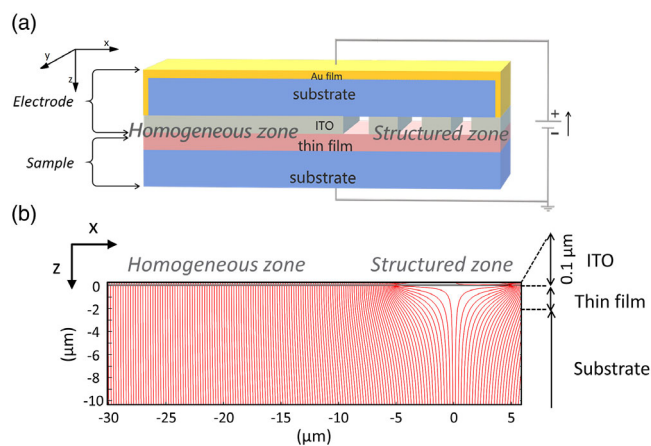 (a)
x
y
z
Au film
Electrode
substrate
+
ITO
Homogeneous zone
Structured zone
−
thin film
Sample
substrate
(b)
x
z
Homogeneous zone
Structured zone
0.1 μm
ITO
Thin film
Substrate
0
-2
-4
-6
-8
-10
(μm)
-30
-25
-20
-15
-10
-5
0
5
(μm)